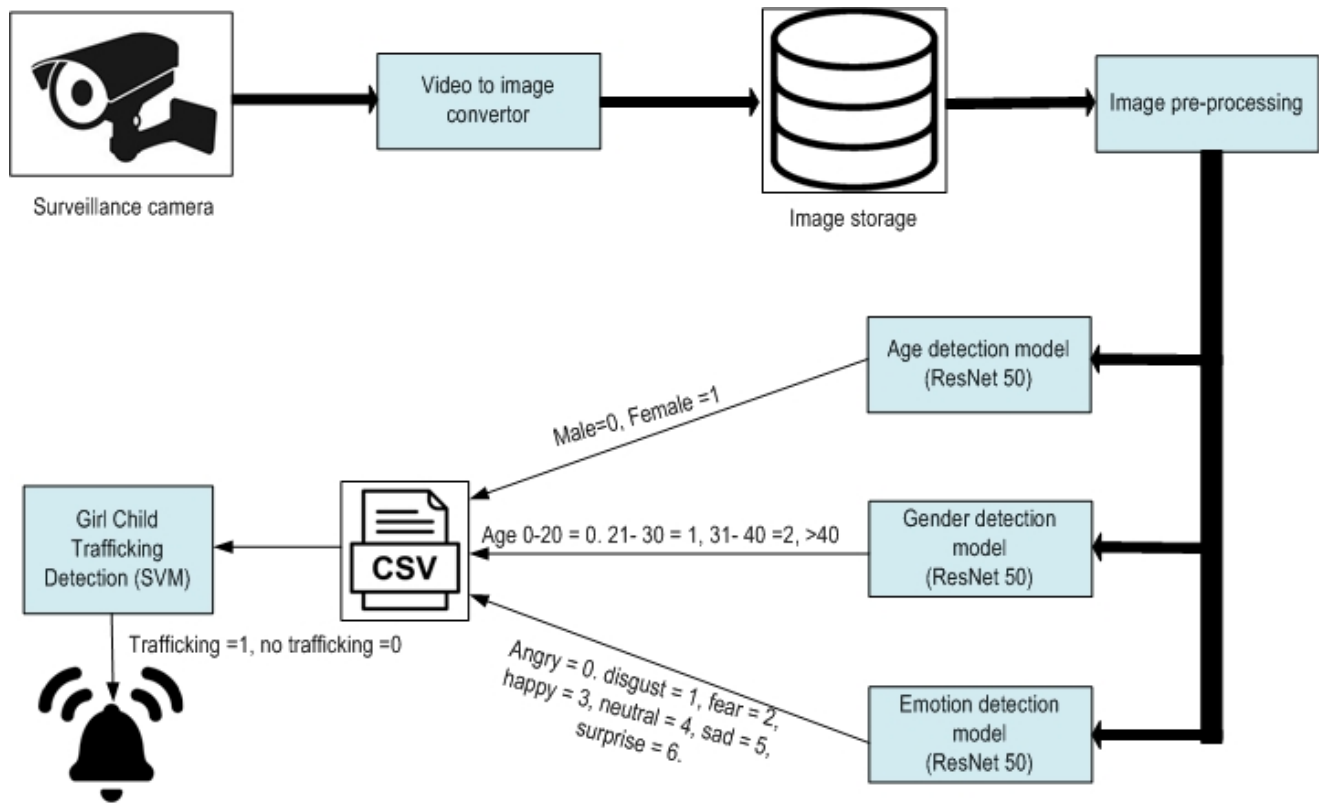 Video to image
convertor
Image pre-processing
Surveillance camera
Image storage
Age detection model
(ResNet 50)
Male=0, Female =1
Girl Child
Trafficking
Detection (SVM)
CSV
Age 0-20 = 0. 21- 30 = 1, 31- 40 =2, >40
Gender detection
model
(ResNet 50)
Trafficking =1, no trafficking =0
Angry = 0. disgust = 1, fear = 2,
happy = 3, neutral = 4, sad = 5,
surprise = 6.
Emotion detection
model
(ResNet 50)